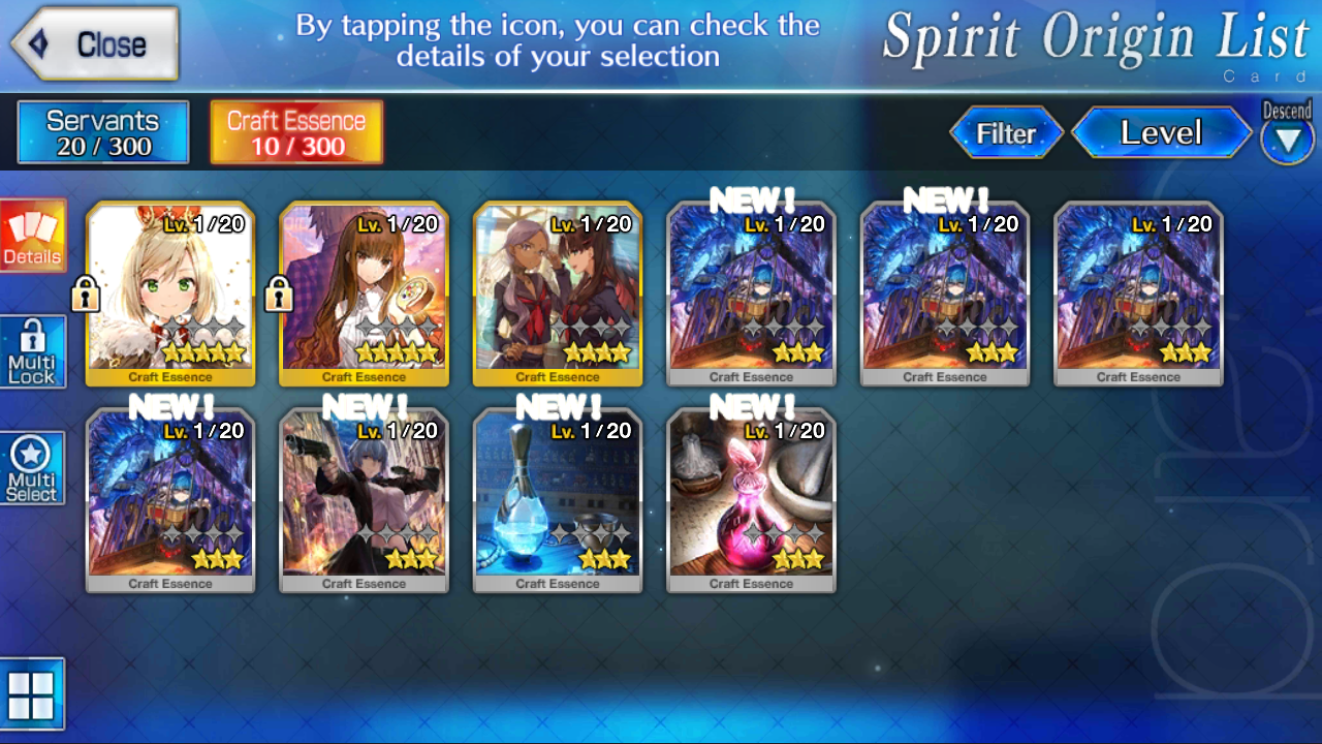 Close
By tapping the icon, you can check the
details of your selection
Spirit Origin List
Card
Servants
20 / 300
Craft Essence
10 / 300
Filter
Level
Descend
Details
Multi
Lock
Multi
Select
Lv. 1/20
Craft Essence
Lv. 1/20
Craft Essence
Lv. 1/20
Craft Essence
NEW!
Lv. 1/20
Craft Essence
NEW!
Lv. 1/20
Craft Essence
Lv. 1/20
Craft Essence
NEW!
Lv. 1/20
Craft Essence
NEW!
Lv. 1/20
Craft Essence
NEW!
Lv. 1/20
Craft Essence
NEW!
Lv. 1/20
Craft Essence